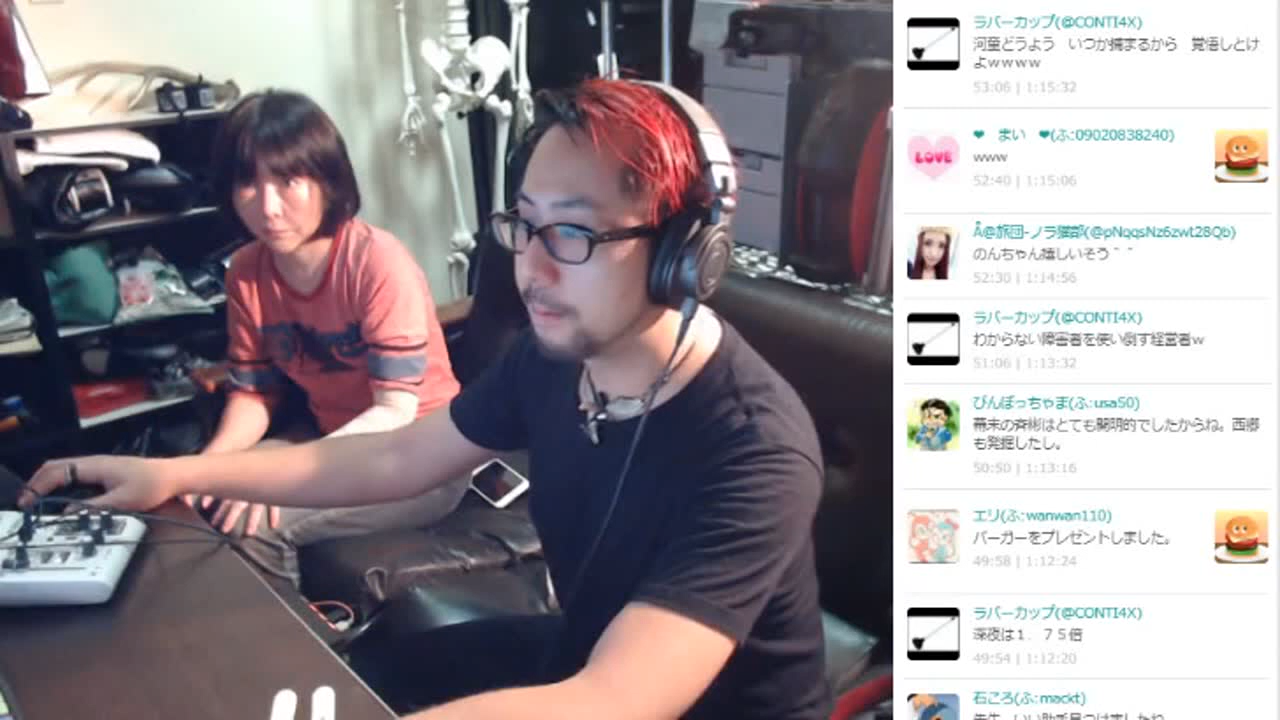 ラバーカップ(@CONTI4X)
河童どうよう　いつか捕まるから　覚悟しとけ
よwwww
53:06 | 1:15:32
❤　まい　❤(ふ:09020838240)
LOVE
www
52:40 | 1:15:06
Å@旅団-ノラ猫部(@pNqqsNz6zwt28Qb)
のんちゃん嬉しいそう＾＾
52:30 | 1:14:56
ラバーカップ(@CONTI4X)
わからない障害者を使い倒す経営者w
51:06 | 1:13:32
びんぼっちゃま(ふ:usa50)
幕末の斉彬はとても開明的でしたからね。西郷
も発掘したし。
50:50 | 1:13:16
エリ(ふ:wanwan110)
バーガーをプレゼントしました。
49:58 | 1:12:24
ラバーカップ(@CONTI4X)
深夜は１．７５倍
49:54 | 1:12:20
石ころ(ふ:mackt)